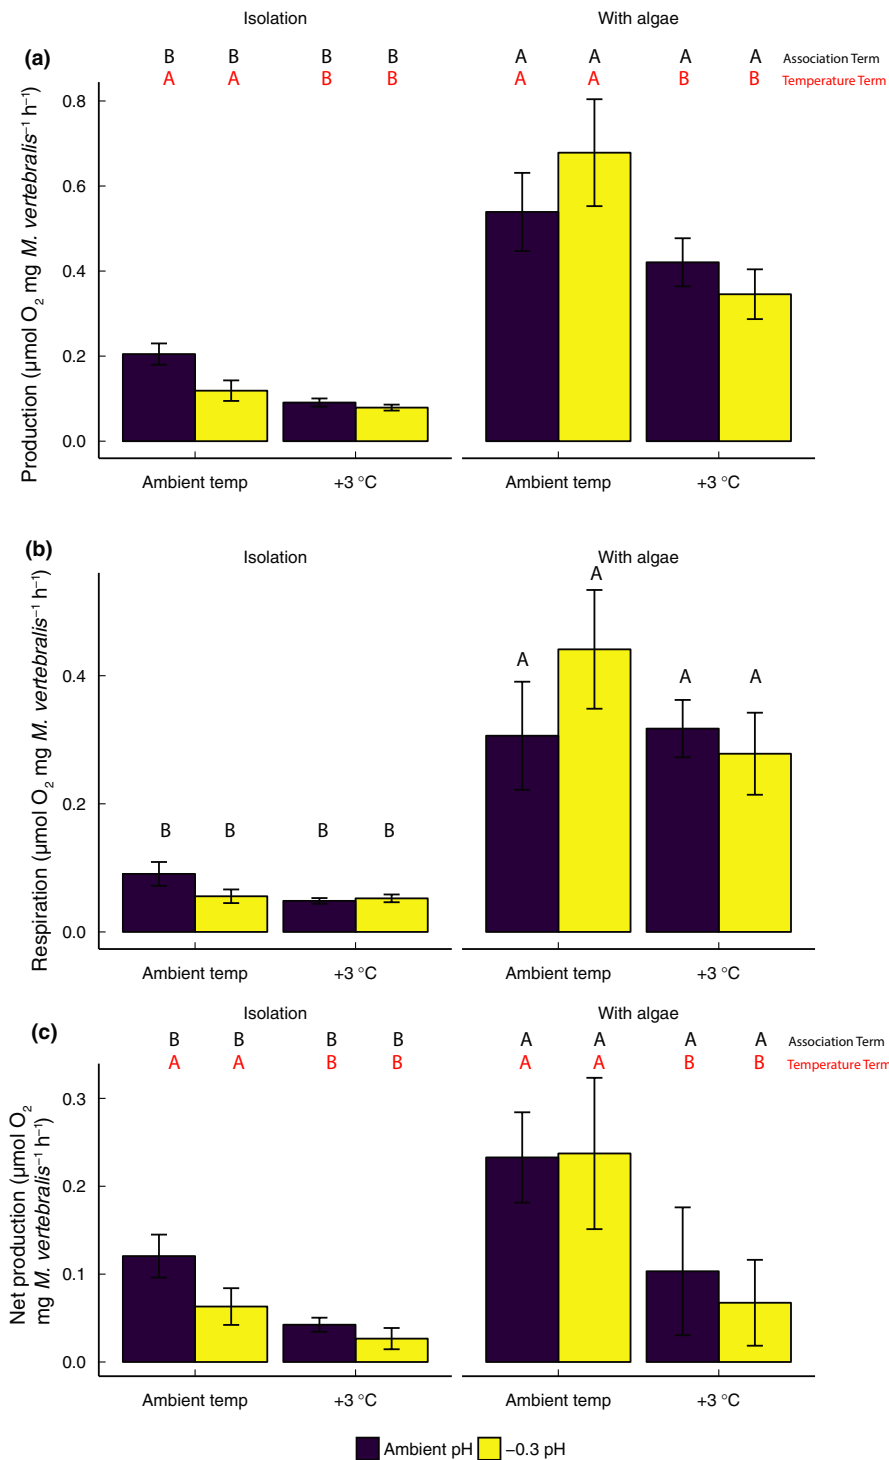 Isolation With algae
(a) B B B B A A A A Association Term
A A B B A A B B Temperature Term
Production (µmol O₂ mg M. vertebralis⁻¹ h⁻¹)
0.8
0.6
0.4
0.2
0.0
Ambient temp +3 °C Ambient temp +3 °C
(b) Isolation With algae
A
A A A
B B B B
Respiration (µmol O₂ mg M. vertebralis⁻¹ h⁻¹)
0.4
0.2
0.0
Ambient temp +3 °C Ambient temp +3 °C
Isolation With algae
(c) B B B B A A A A Association Term
A A B B A A B B Temperature Term
Net production (µmol O₂
mg M. vertebralis⁻¹ h⁻¹)
0.3
0.2
0.1
0.0
Ambient temp +3 °C Ambient temp +3 °C
Ambient pH −0.3 pH